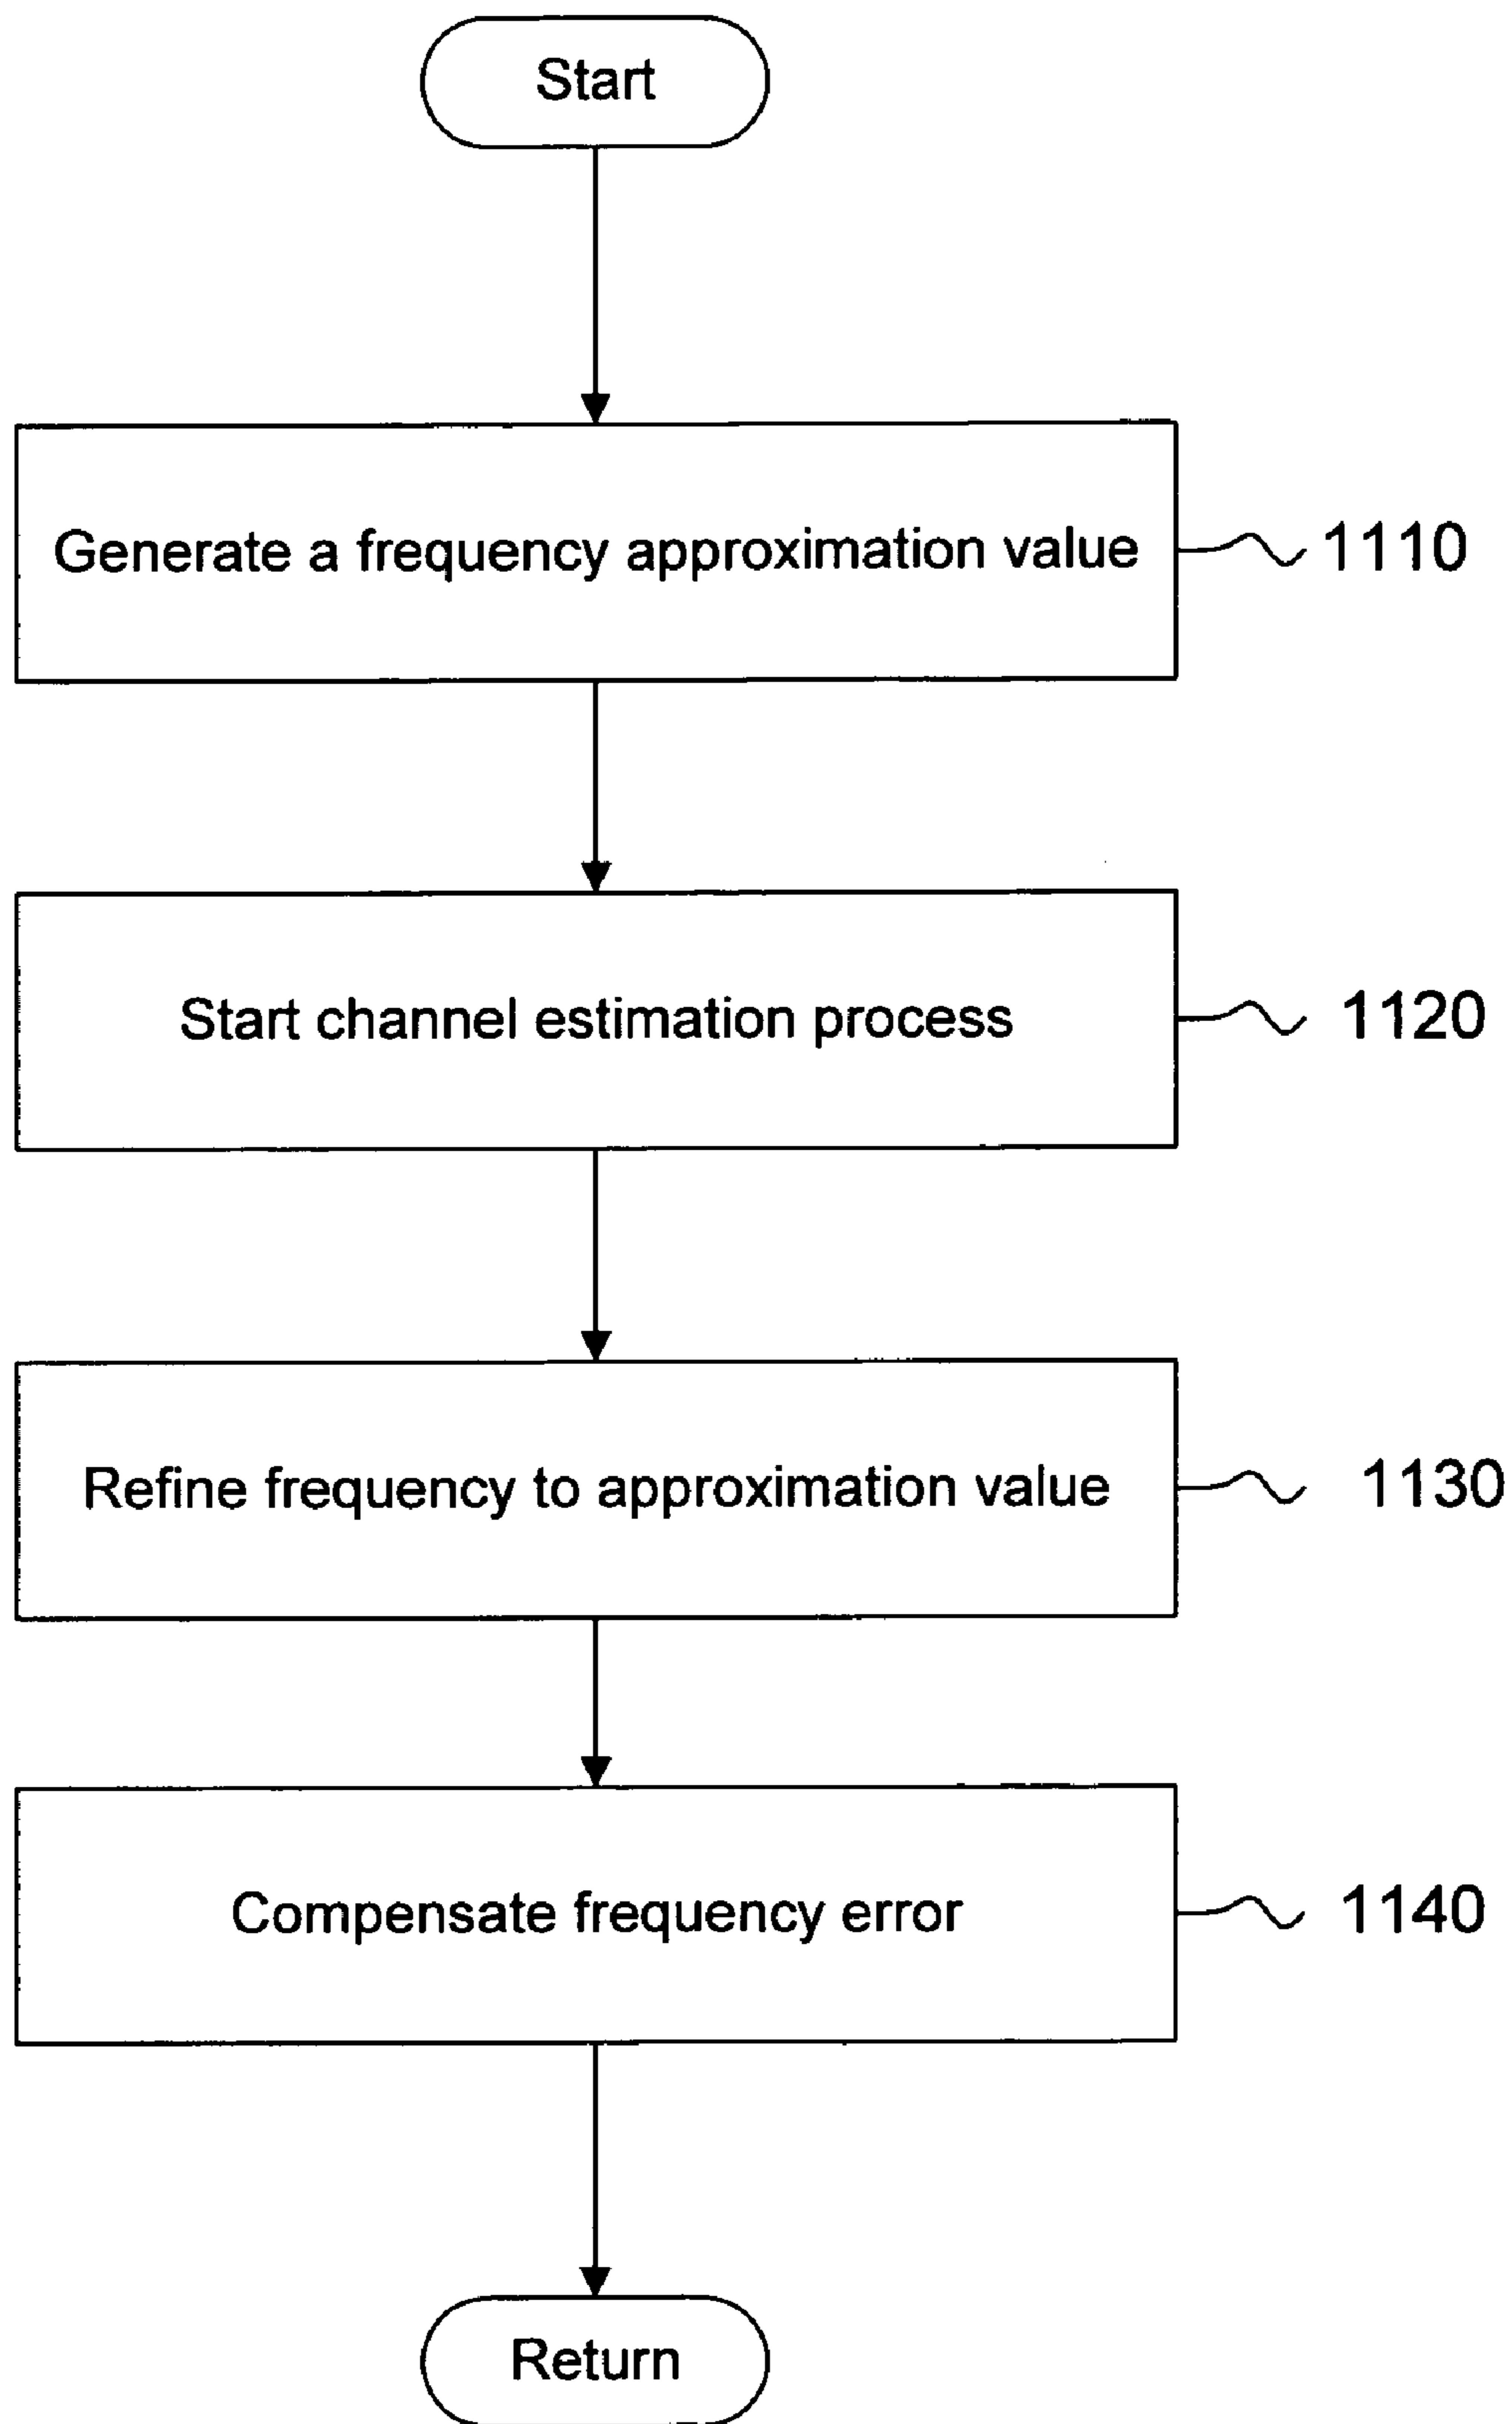 Start
Generate a frequency approximation value
1110
Start channel estimation process
1120
Refine frequency to approximation value
1130
Compensate frequency error
1140
Return